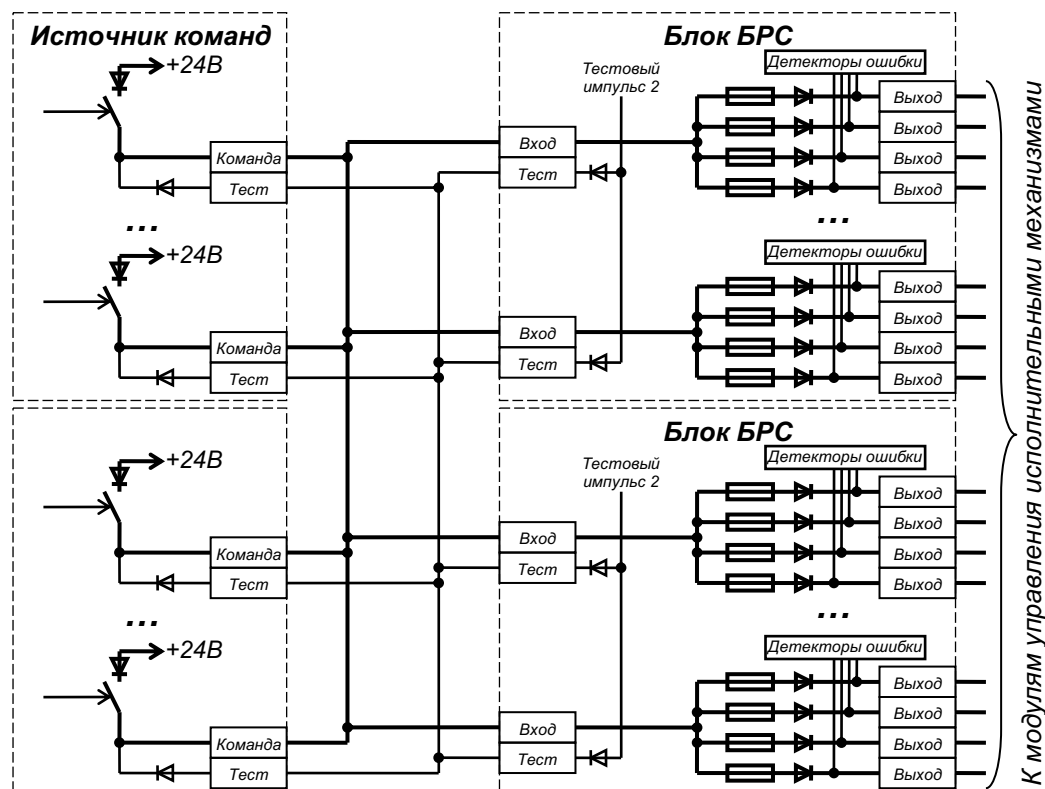 Источник команд
Блок БРС
+24В
Тестовый
импульс 2
Детекторы ошибки
Выход
Выход
Команда
Вход
Выход
Тест
Тест
Выход
...
...
+24В
Детекторы ошибки
Выход
Выход
Команда
Вход
Выход
Тест
Тест
Выход
Блок БРС
+24В
Тестовый
импульс 2
Детекторы ошибки
Выход
Выход
Команда
Вход
Выход
Тест
Тест
Выход
...
...
+24В
Детекторы ошибки
Выход
Выход
Команда
Вход
Выход
Тест
Тест
Выход
К модулям управления исполнительными механизмами